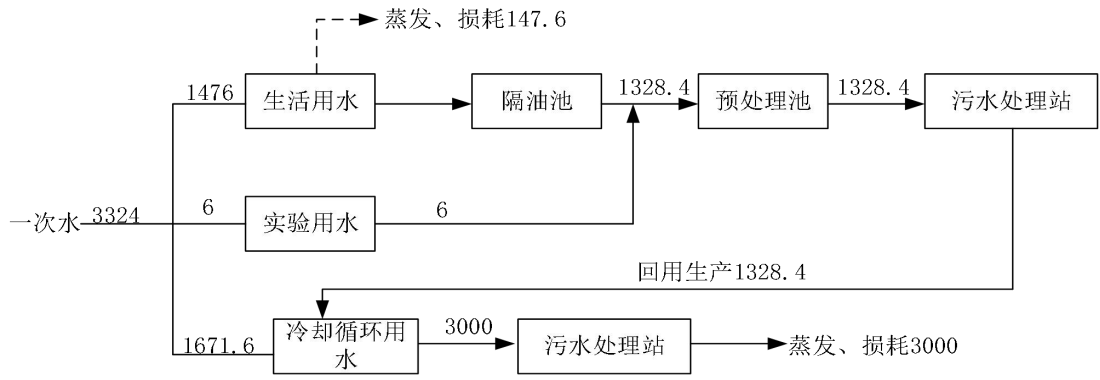 蒸发、损耗147.6
1476
生活用水
隔油池
1328.4
预处理池
1328.4
污水处理站
一次水
3324
6
实验用水
6
回用生产1328.4
1671.6
冷却循环用
水
3000
污水处理站
蒸发、损耗3000